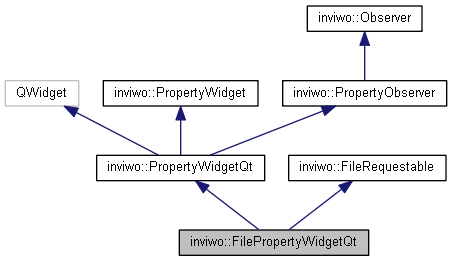 inviwo::Observer
QWidget
inviwo::PropertyWidget
inviwo::PropertyObserver
inviwo::PropertyWidgetQt
inviwo::FileRequestable
inviwo::FilePropertyWidgetQt